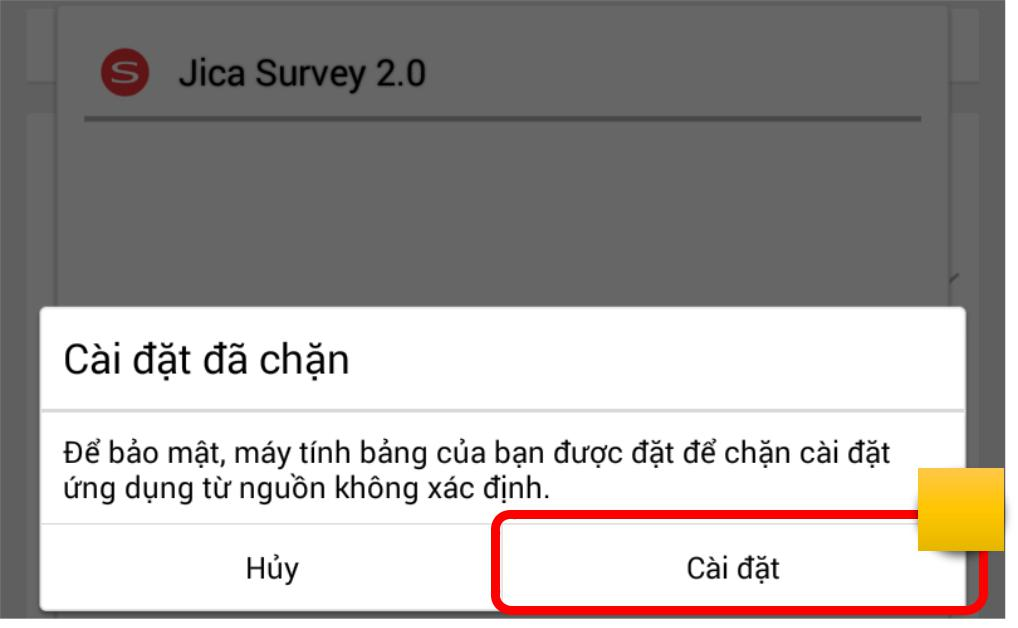 S Jica Survey 2.0
Cài đặt đã chặn
Để bảo mật, máy tính bảng của bạn được đặt để chặn cài đặt
ứng dụng từ nguồn không xác định.
Hủy
Cài đặt